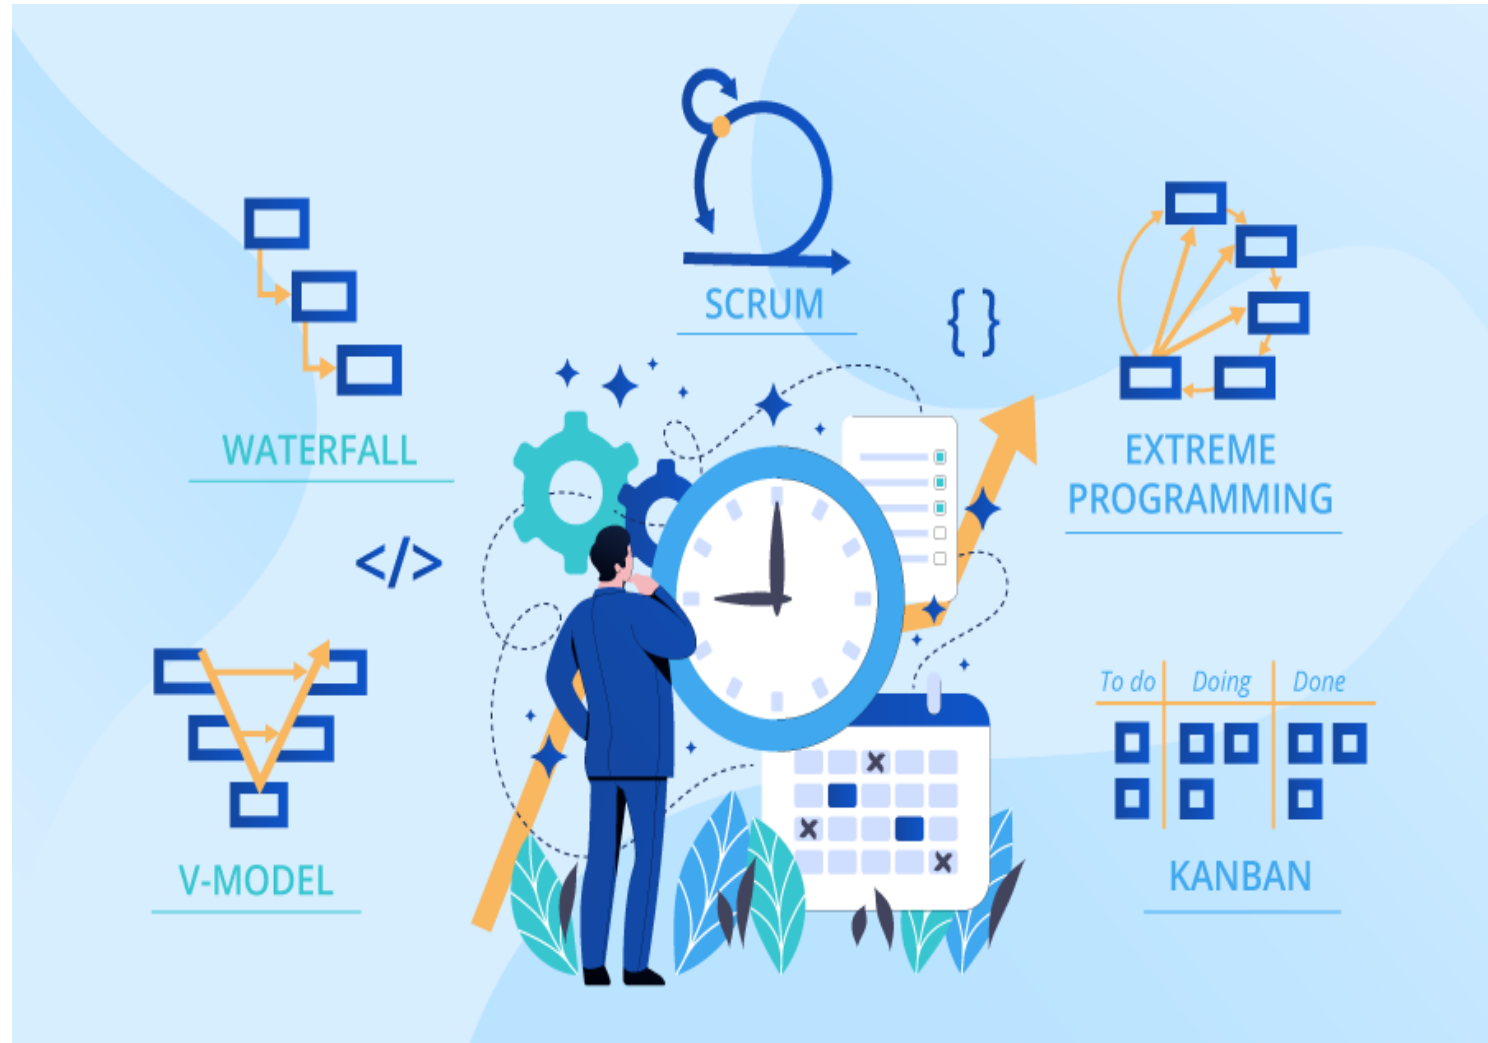 SCRUM
{ }
WATERFALL
EXTREME
PROGRAMMING
</>
To do Doing Done
V-MODEL
KANBAN